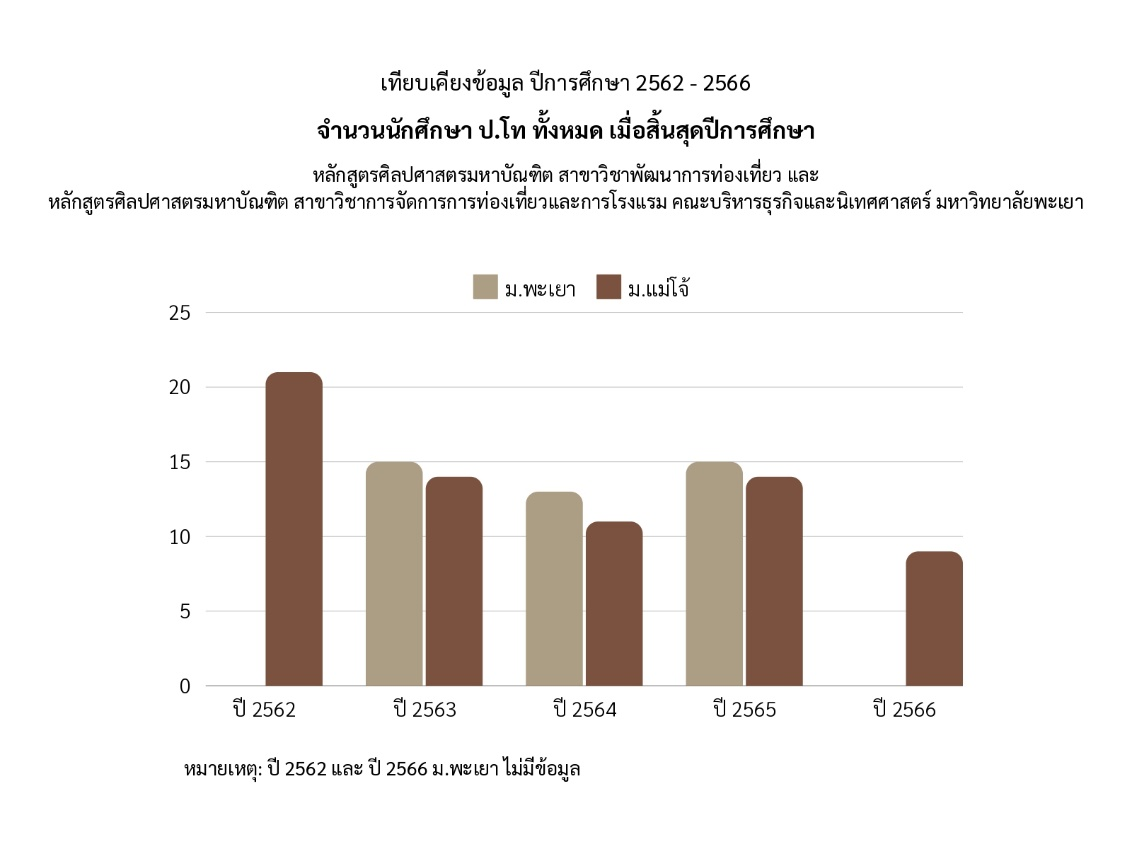 เทียบเคียงข้อมูล ปีการศึกษา 2562 - 2566
จำนวนนักศึกษา ป.โท ทั้งหมด เมื่อสิ้นสุดปีการศึกษา
หลักสูตรศิลปศาสตรมหาบัณฑิต สาขาวิชาพัฒนาการท่องเที่ยว และ
หลักสูตรศิลปศาสตรมหาบัณฑิต สาขาวิชาการจัดการการท่องเที่ยวและการโรงแรม คณะบริหารธุรกิจและนิเทศศาสตร์ มหาวิทยาลัยพะเยา
ม.พะเยา ม.แม่โจ้
25
20
15
10
5
0
ปี 2562 ปี 2563 ปี 2564 ปี 2565 ปี 2566
หมายเหตุ: ปี 2562 และ ปี 2566 ม.พะเยา ไม่มีข้อมูล